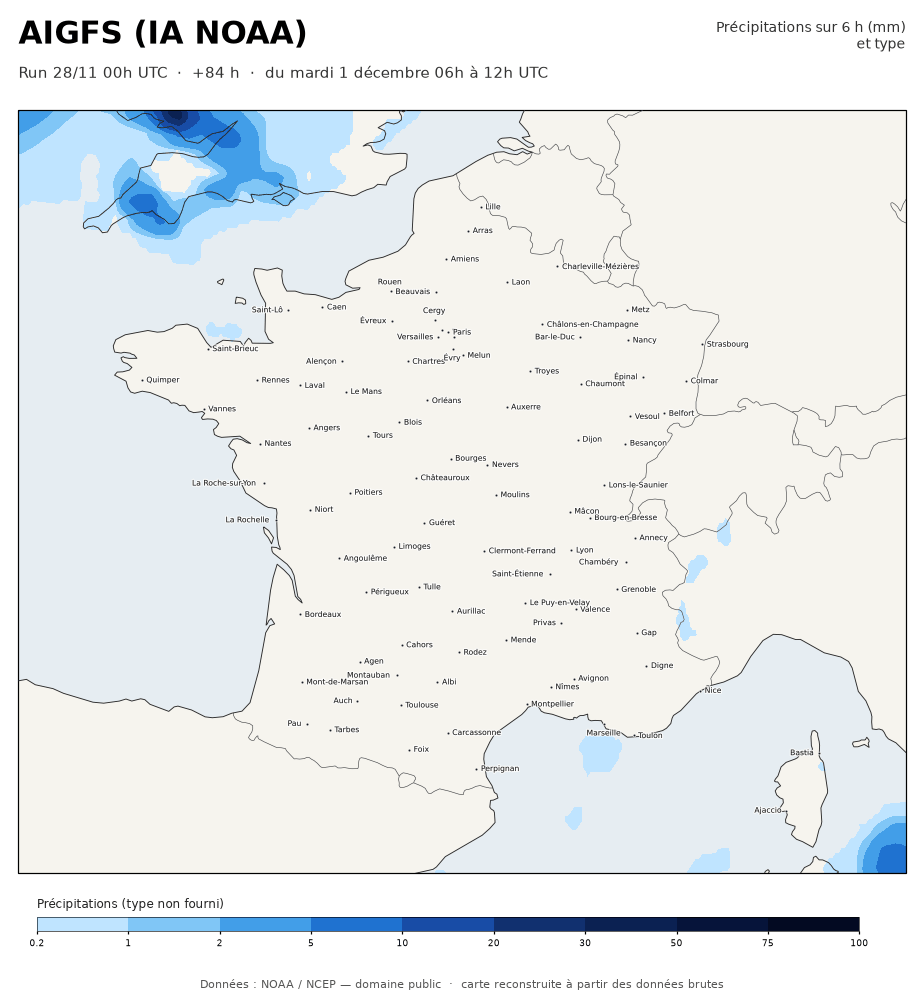 AIGFS (IA NOAA)
Précipitations sur 6 h (mm)
et type
Run 28/11 00h UTC · +84 h · du mardi 1 décembre 06h à 12h UTC
Lille
Arras
Amiens
Charleville-Mézières
Rouen
Beauvais
Laon
Saint-Lô
Caen
Cergy
Metz
Évreux
Châlons-en-Champagne
Versailles
Paris
Bar-le-Duc
Nancy
Strasbourg
Saint-Brieuc
Alençon
Chartres
Évry
Melun
Troyes
Épinal
Quimper
Rennes
Laval
Chaumont
Colmar
Le Mans
Orléans
Auxerre
Vannes
Vesoul
Belfort
Blois
Angers
Tours
Dijon
Besançon
Nantes
Bourges
Nevers
La Roche-sur-Yon
Châteauroux
Lons-le-Saunier
Poitiers
Moulins
Niort
Mâcon
Bourg-en-Bresse
La Rochelle
Guéret
Annecy
Limoges
Clermont-Ferrand
Lyon
Angoulême
Chambéry
Saint-Étienne
Tulle
Périgueux
Grenoble
Le Puy-en-Velay
Valence
Bordeaux
Aurillac
Privas
Gap
Cahors
Mende
Rodez
Agen
Digne
Montauban
Mont-de-Marsan
Albi
Avignon
Nîmes
Nice
Auch
Toulouse
Montpellier
Pau
Tarbes
Carcassonne
Marseille
Toulon
Foix
Bastia
Perpignan
Ajaccio
Précipitations (type non fourni)
0.2 1 2 5 10 20 30 50 75 100
Données : NOAA / NCEP — domaine public · carte reconstruite à partir des données brutes